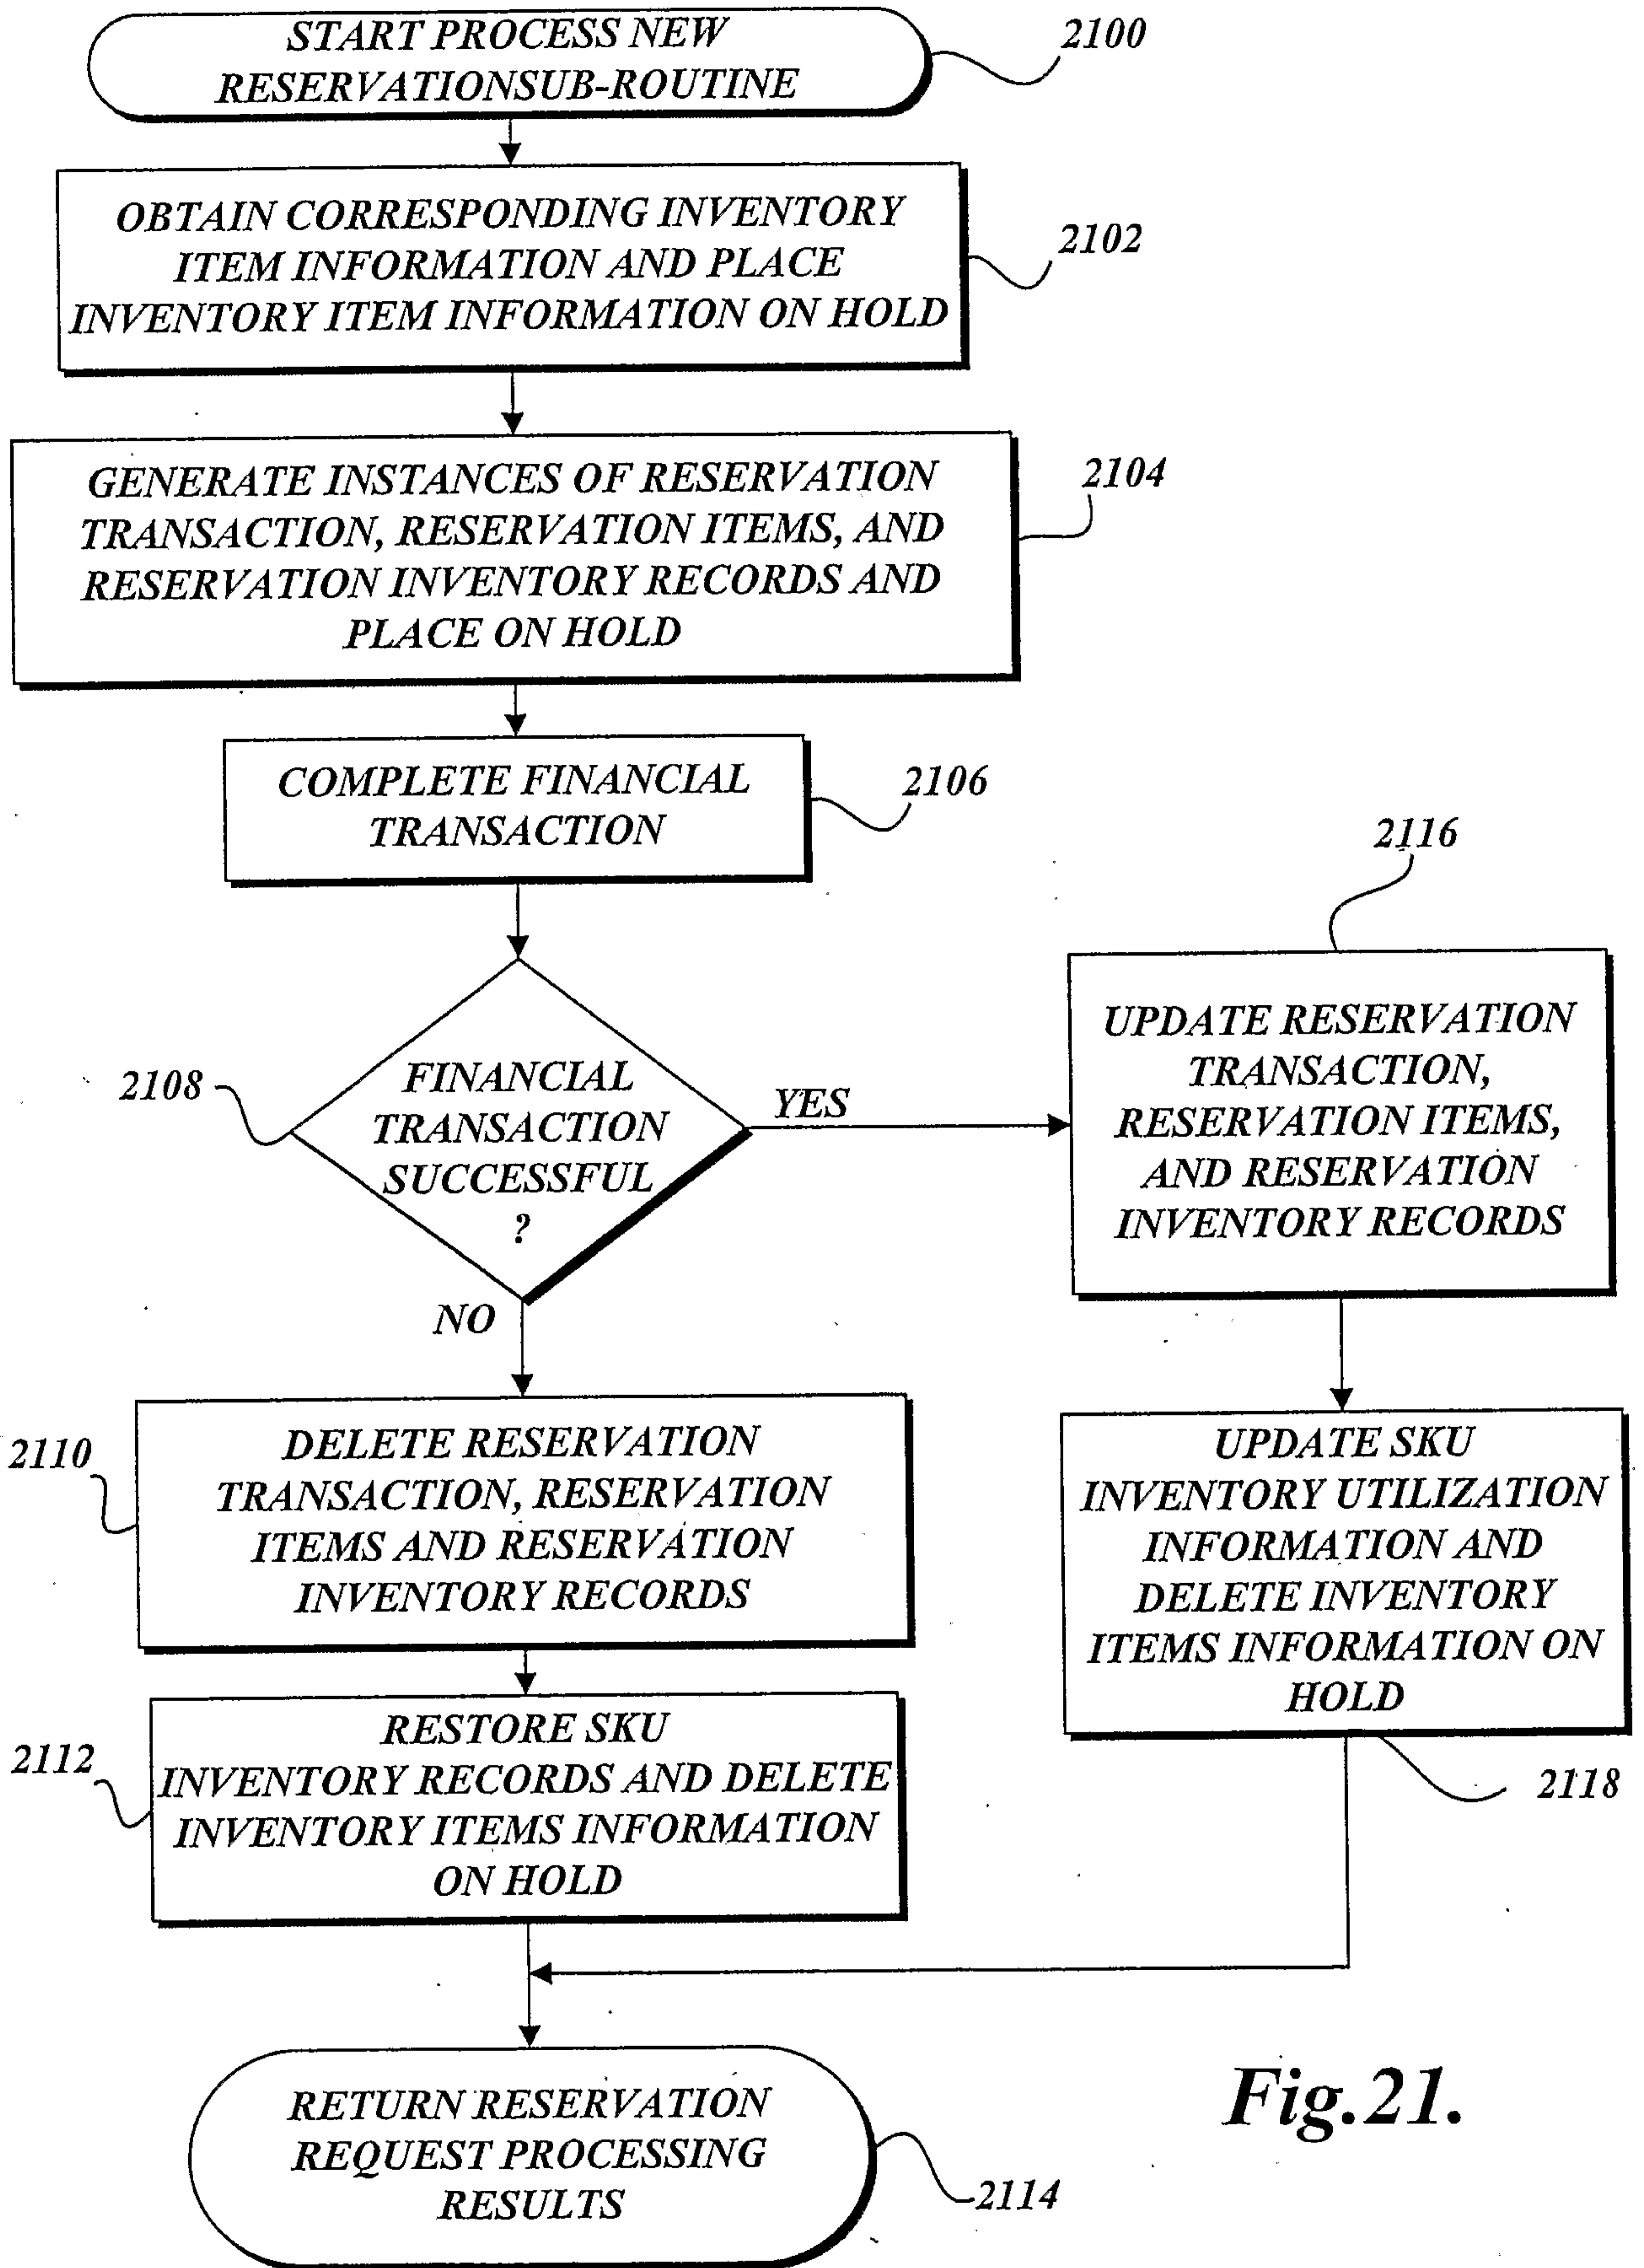 START PROCESS NEW
RESERVATIONSUB-ROUTINE
2100
OBTAIN CORRESPONDING INVENTORY
ITEM INFORMATION AND PLACE
INVENTORY ITEM INFORMATION ON HOLD
2102
GENERATE INSTANCES OF RESERVATION
TRANSACTION, RESERVATION ITEMS, AND
RESERVATION INVENTORY RECORDS AND
PLACE ON HOLD
2104
COMPLETE FINANCIAL
TRANSACTION
2106
2108
FINANCIAL
TRANSACTION
SUCCESSFUL
?
YES
NO
2116
UPDATE RESERVATION
TRANSACTION,
RESERVATION ITEMS,
AND RESERVATION
INVENTORY RECORDS
2110
DELETE RESERVATION
TRANSACTION, RESERVATION
ITEMS AND RESERVATION
INVENTORY RECORDS
UPDATE SKU
INVENTORY UTILIZATION
INFORMATION AND
DELETE INVENTORY
ITEMS INFORMATION ON
HOLD
2118
2112
RESTORE SKU
INVENTORY RECORDS AND DELETE
INVENTORY ITEMS INFORMATION
ON HOLD
RETURN RESERVATION
REQUEST PROCESSING
RESULTS
2114
Fig.21.